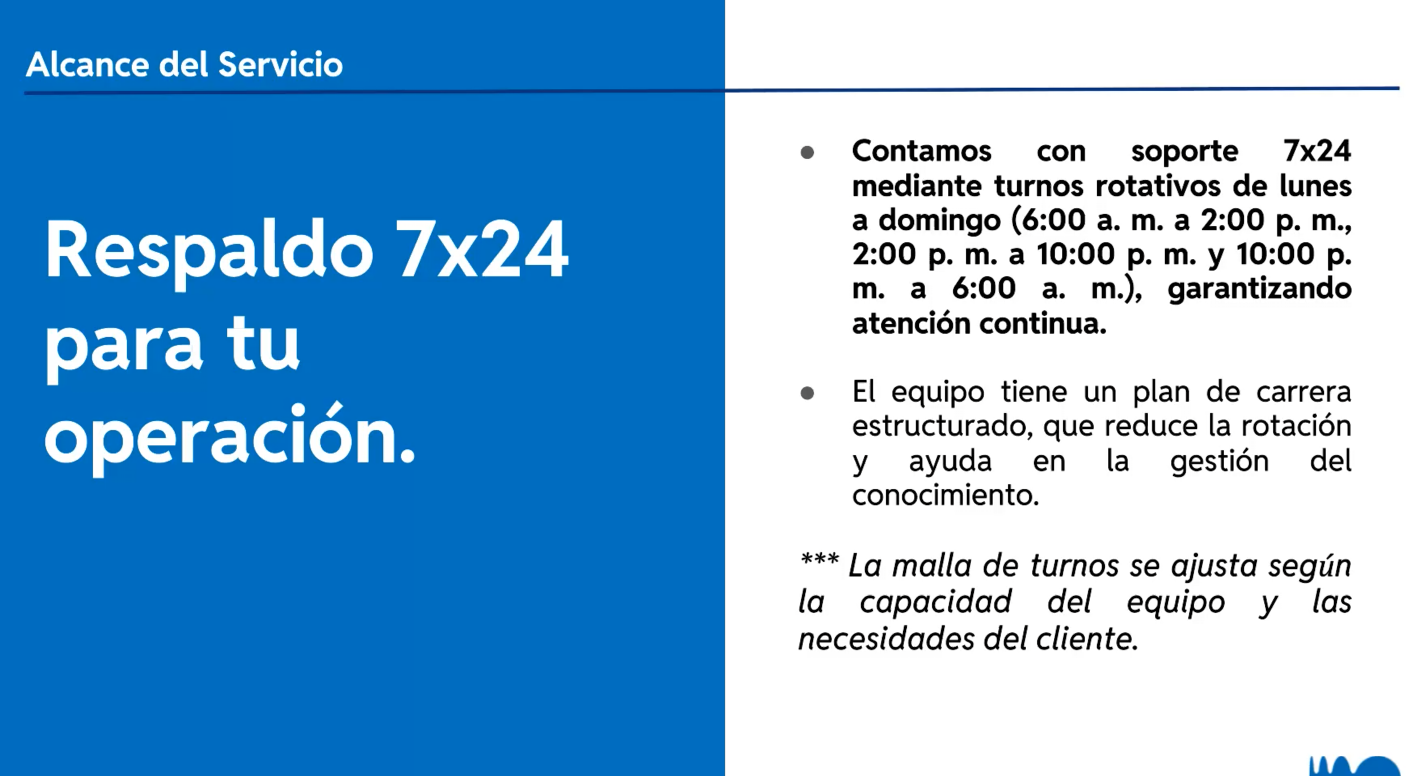 Alcance del Servicio
Respaldo 7x24
para tu
operación.
● Contamos con soporte 7x24
mediante turnos rotativos de lunes
a domingo (6:00 a. m. a 2:00 p. m.,
2:00 p. m. a 10:00 p. m. y 10:00 p.
m. a 6:00 a. m.), garantizando
atención continua.
● El equipo tiene un plan de carrera
estructurado, que reduce la rotación
y ayuda en la gestión del
conocimiento.
*** La malla de turnos se ajusta según
la capacidad del equipo y las
necesidades del cliente.